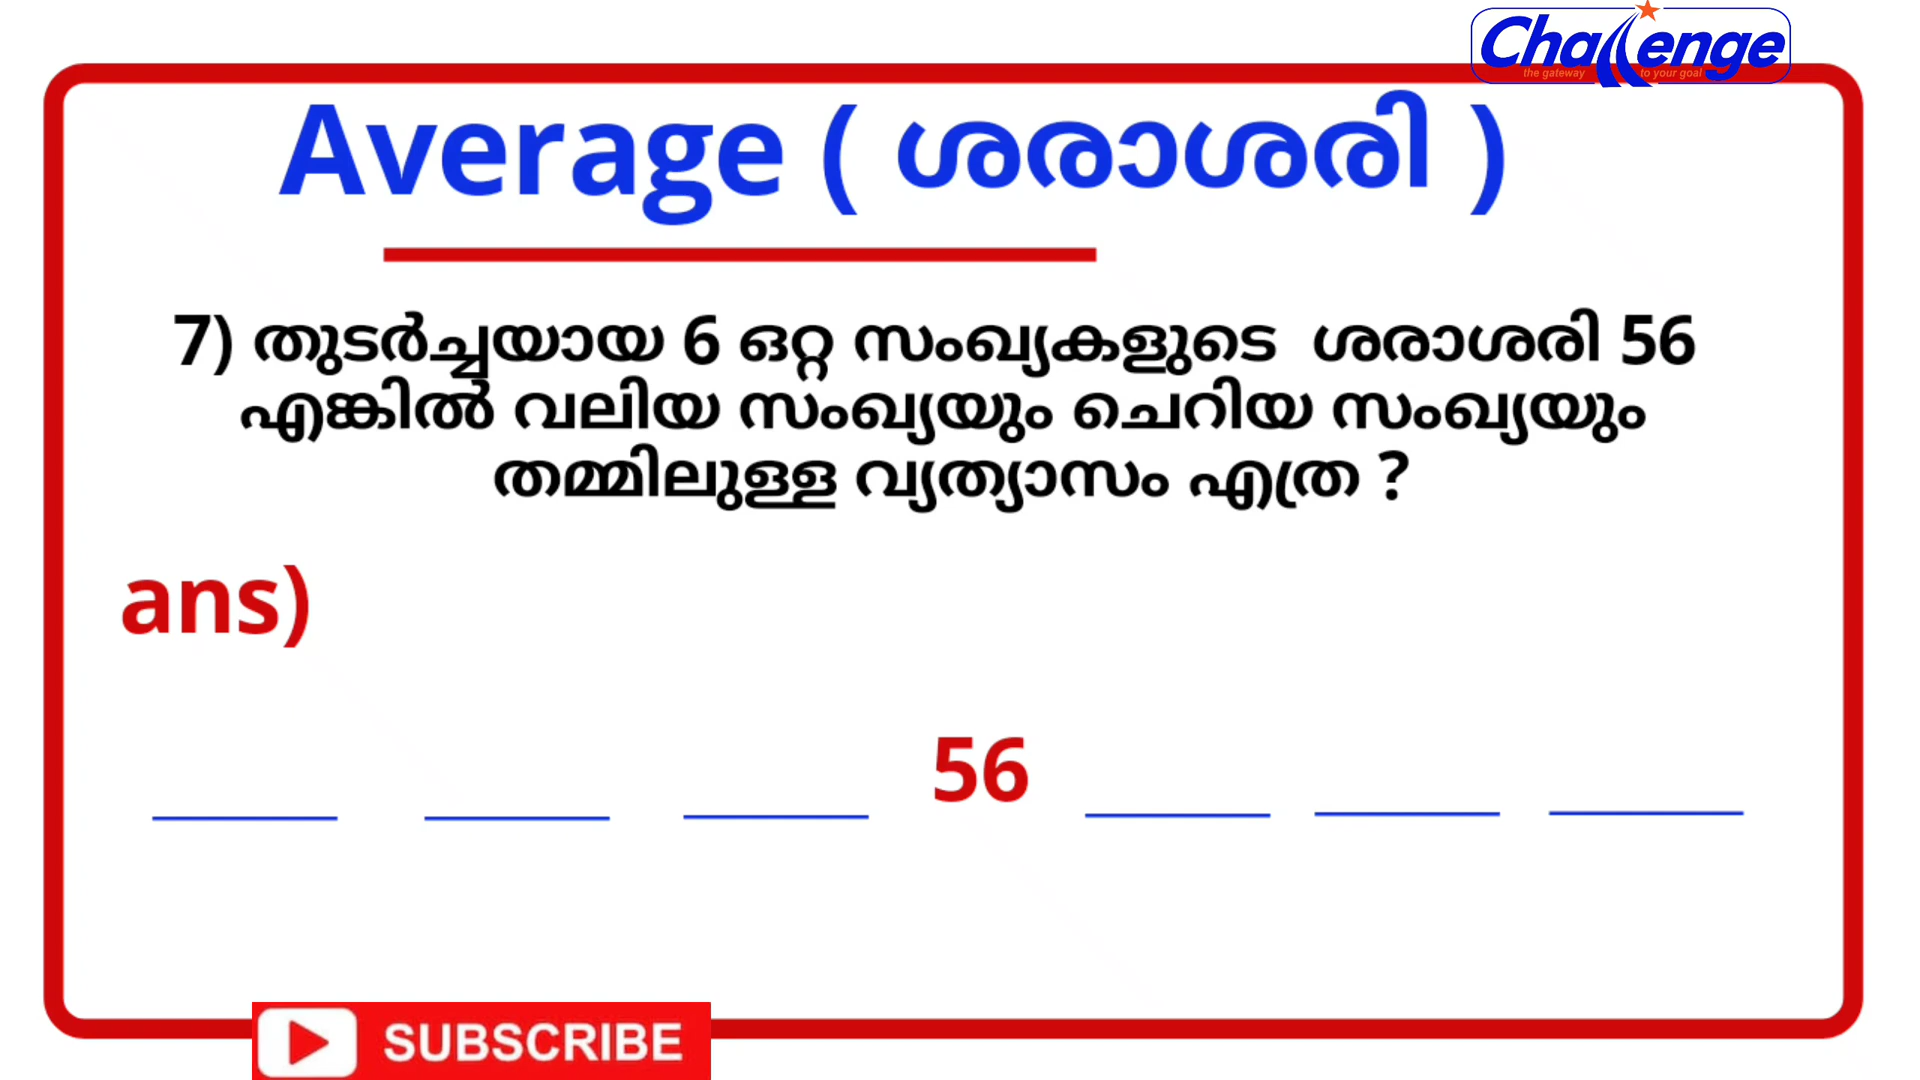 Challenge
the gateway to your goal
Average ( ശരാശരി )
7) തുടർച്ചയായ 6 ഒറ്റ സംഖ്യകളുടെ ശരാശരി 56
എങ്കിൽ വലിയ സംഖ്യയും ചെറിയ സംഖ്യയും
തമ്മിലുള്ള വ്യത്യാസം എത്ര ?
ans)
56
SUBSCRIBE